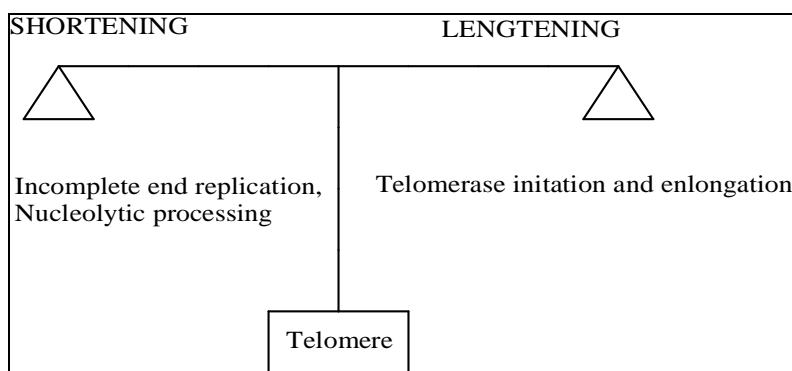 SHORTENING
LENGTENING
Incomplete end replication,
Nucleolytic processing
Telomerase initation and enlongation
Telomere